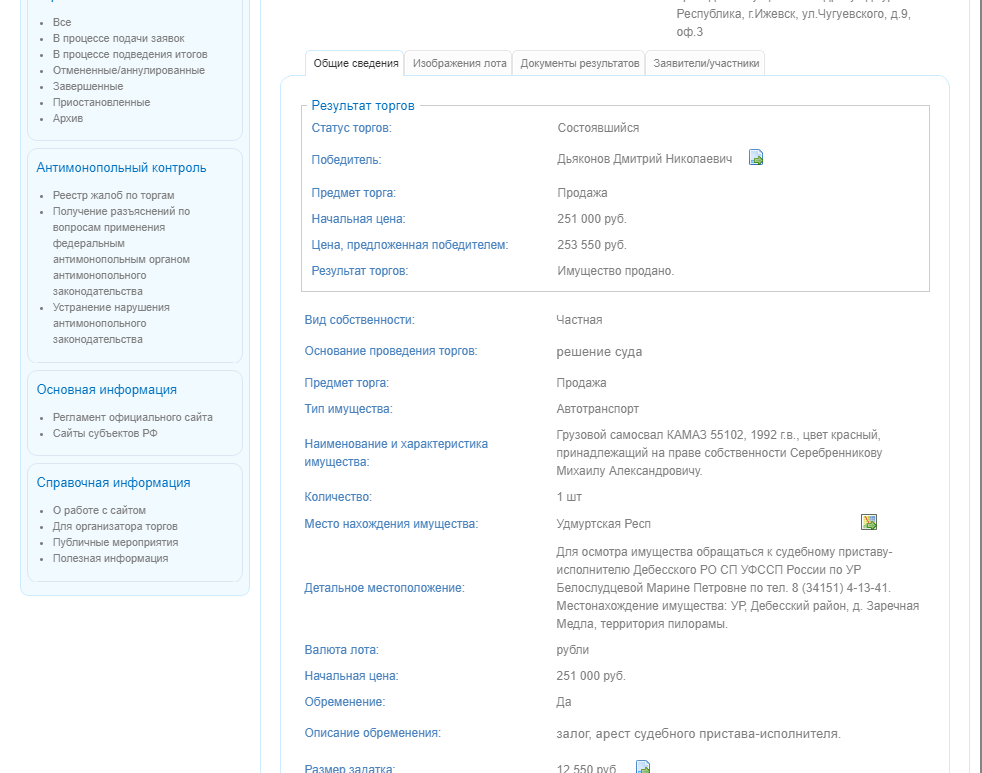 Все
В процессе подачи заявок
В процессе подведения итогов
Отмененные/аннулированные
Завершенные
Приостановленные
Архив
Антимонопольный контроль
Реестр жалоб по торгам
Получение разъяснений по
вопросам применения
федеральным
антимонопольным органом
антимонопольного
законодательства
Устранение нарушения
антимонопольного
законодательства
Основная информация
Регламент официального сайта
Сайты субъектов РФ
Справочная информация
О работе с сайтом
Для организатора торгов
Публичные мероприятия
Полезная информация
Республика, г.Ижевск, ул.Чугуевского, д.9,
оф.3
Общие сведения
Изображения лота
Документы результатов
Заявители/участники
Результат торгов
Статус торгов: Состоявшийся
Победитель: Дьяконов Дмитрий Николаевич
Предмет торга: Продажа
Начальная цена: 251 000 руб.
Цена, предложенная победителем: 253 550 руб.
Результат торгов: Имущество продано.
Вид собственности: Частная
Основание проведения торгов: решение суда
Предмет торга: Продажа
Тип имущества: Автотранспорт
Наименование и характеристика
имущества:
Грузовой самосвал КАМАЗ 55102, 1992 г.в., цвет красный,
принадлежащий на праве собственности Серебренникову
Михаилу Александровичу.
Количество: 1 шт
Место нахождения имущества: Удмуртская Респ
Детальное местоположение:
Для осмотра имущества обращаться к судебному приставу-
исполнителю Дебесского РО СП УФССП России по УР
Белослудцевой Марине Петровне по тел. 8 (34151) 4-13-41.
Местонахождение имущества: УР, Дебесский район, д. Заречная
Медла, территория пилорамы.
Валюта лота: рубли
Начальная цена: 251 000 руб.
Обременение: Да
Описание обременения: залог, арест судебного пристава-исполнителя.
Размер задатка: 12 550 руб.